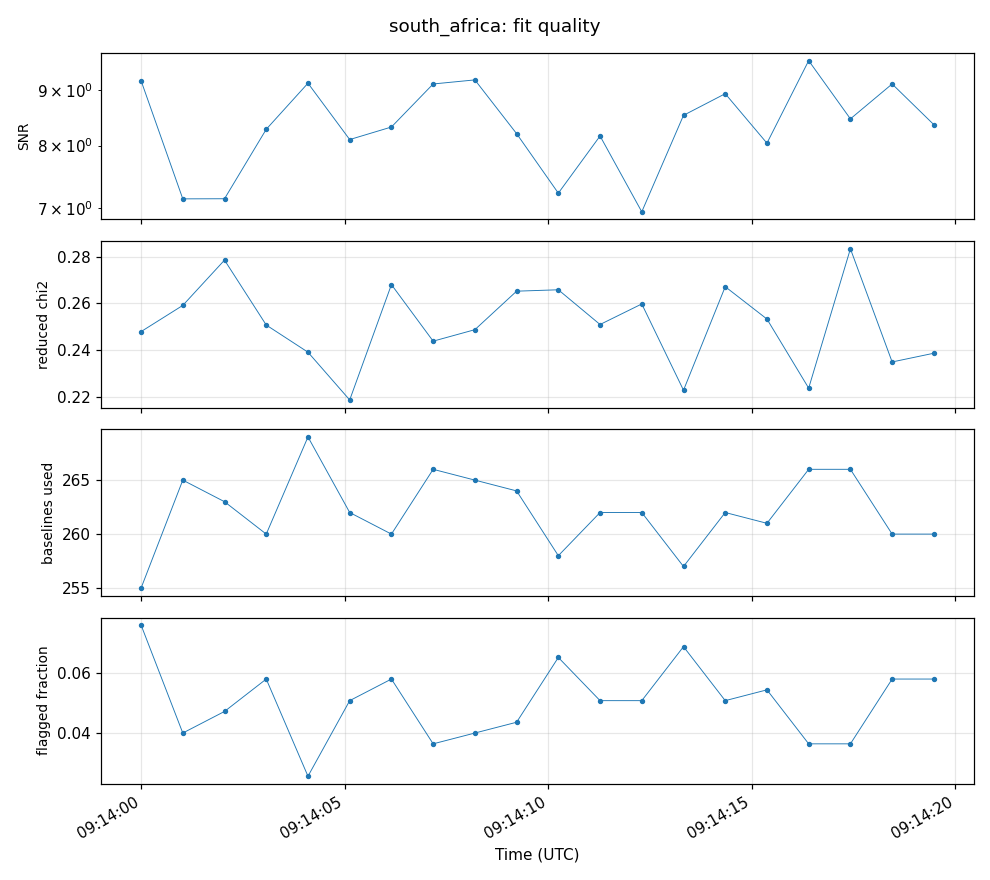 south_africa: fit quality
SNR
9 × 10⁰
8 × 10⁰
7 × 10⁰
reduced chi2
0.28
0.26
0.24
0.22
baselines used
265
260
255
flagged fraction
0.06
0.04
09:14:00
09:14:05
09:14:10
09:14:15
09:14:20
Time (UTC)